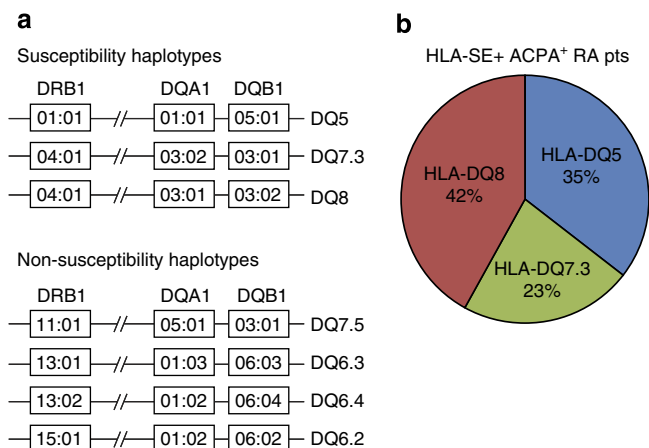 a
Susceptibility haplotypes
DRB1 DQA1 DQB1
01:01 // 01:01 05:01 DQ5
04:01 // 03:02 03:01 DQ7.3
04:01 // 03:01 03:02 DQ8
Non-susceptibility haplotypes
DRB1 DQA1 DQB1
11:01 // 05:01 03:01 DQ7.5
13:01 // 01:03 06:03 DQ6.3
13:02 // 01:02 06:04 DQ6.4
15:01 // 01:02 06:02 DQ6.2
b
HLA-SE+ ACPA⁺ RA pts
HLA-DQ5
35%
HLA-DQ8
42%
HLA-DQ7.3
23%